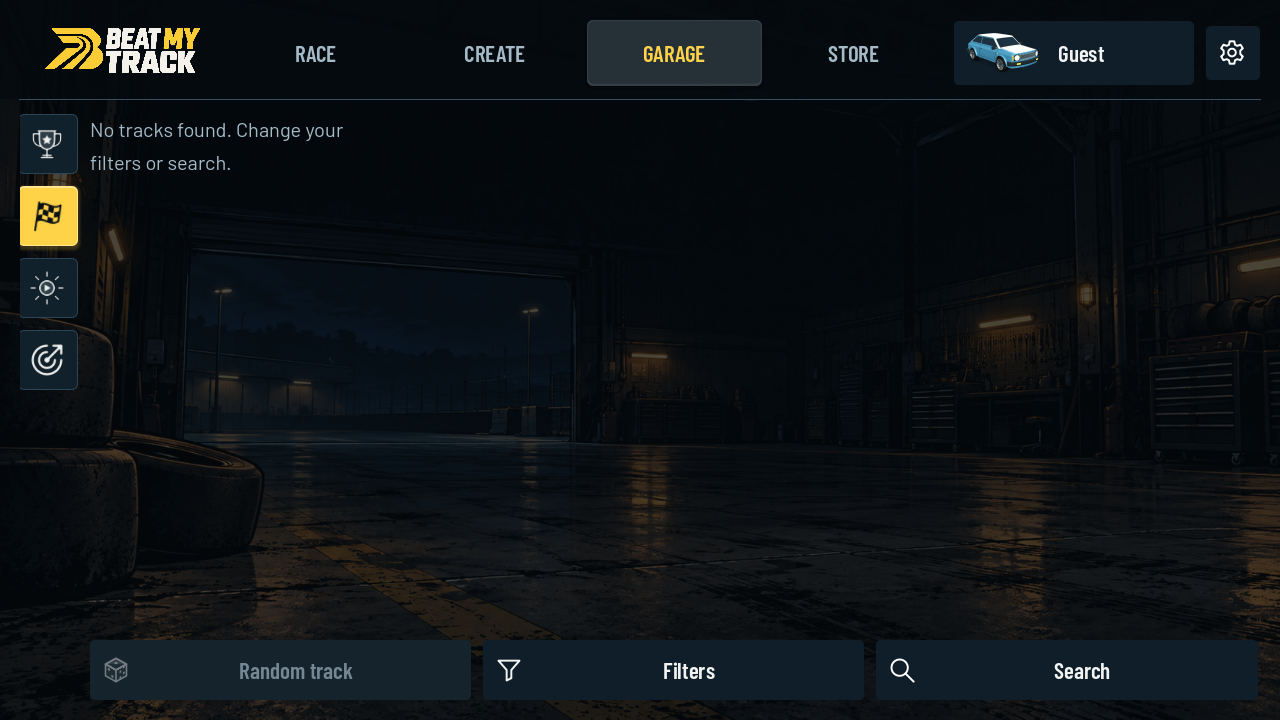 BEAT MY
TRACK
RACE
CREATE
GARAGE
STORE
Guest
No tracks found. Change your
filters or search.
Random track
Filters
Search